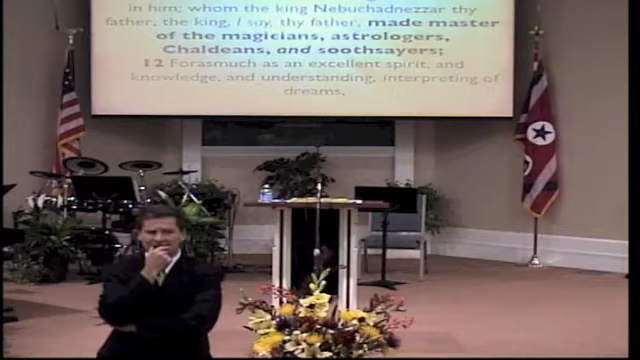 in him; whom the king Nebuchadnezzar thy
father, the king, I say, thy father, made master
of the magicians, astrologers,
Chaldeans, and soothsayers;
12 Forasmuch as an excellent spirit, and
knowledge, and understanding, interpreting of
dreams,